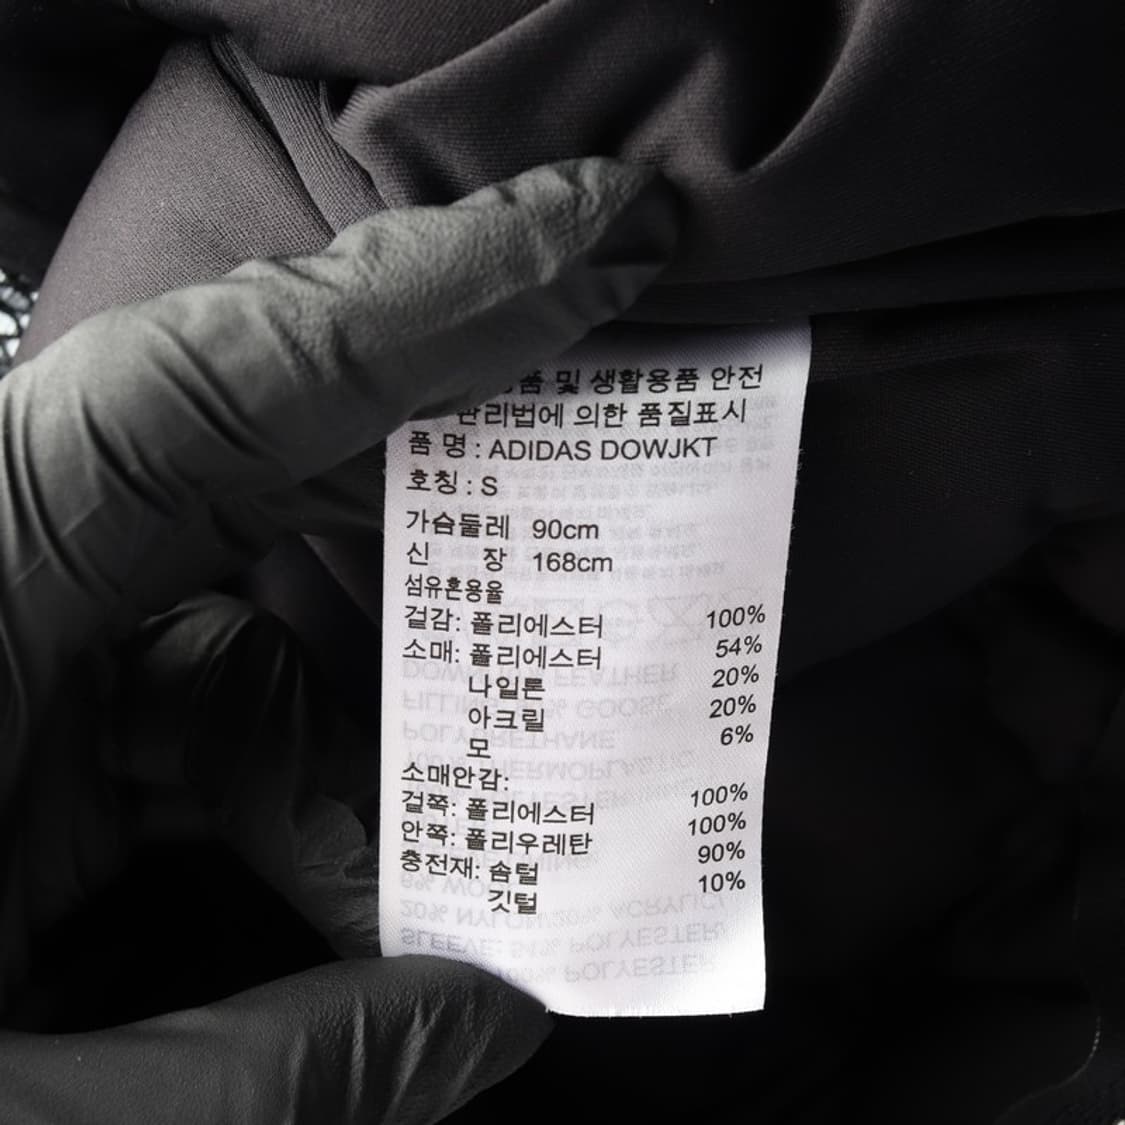 품 및 생활용품 안전
관리법에 의한 품질표시
품 명 : ADIDAS DOWJKT
호칭 : S
가슴둘레 90cm
신 장 168cm
섬유혼용율
겉감: 폴리에스터 100%
소매: 폴리에스터 54%
나일론 20%
아크릴 20%
모 6%
소매안감:
겉쪽: 폴리에스터 100%
안쪽: 폴리우레탄 100%
충전재: 솜털 90%
깃털 10%